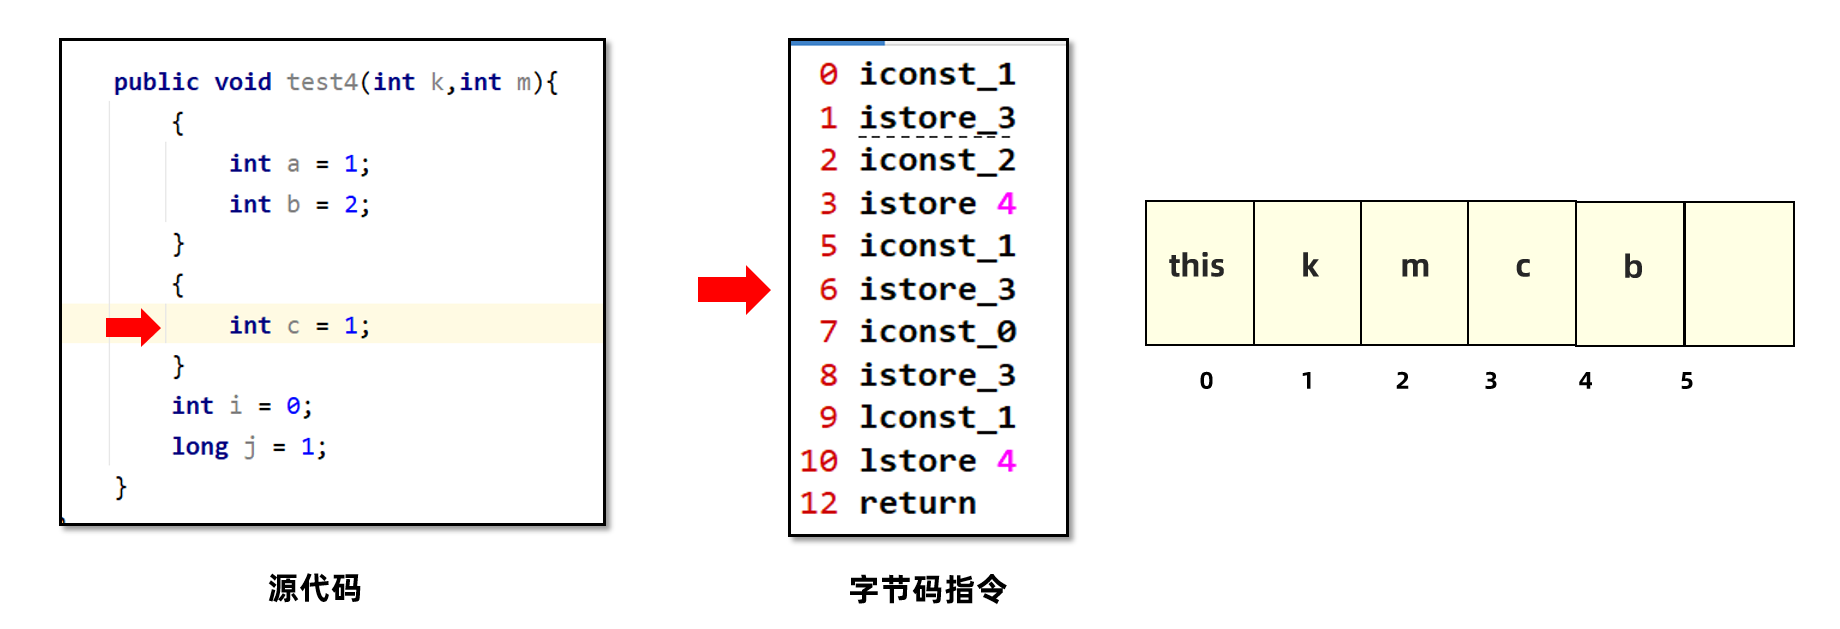 public void test4(int k,int m){
{
int a = 1;
int b = 2;
}
{
int c = 1;
}
int i = 0;
long j = 1;
}
源代码
0 iconst_1
1 istore_3
2 iconst_2
3 istore 4
5 iconst_1
6 istore_3
7 iconst_0
8 istore_3
9 lconst_1
10 lstore 4
12 return
字节码指令
this k m c b
0 1 2 3 4 5